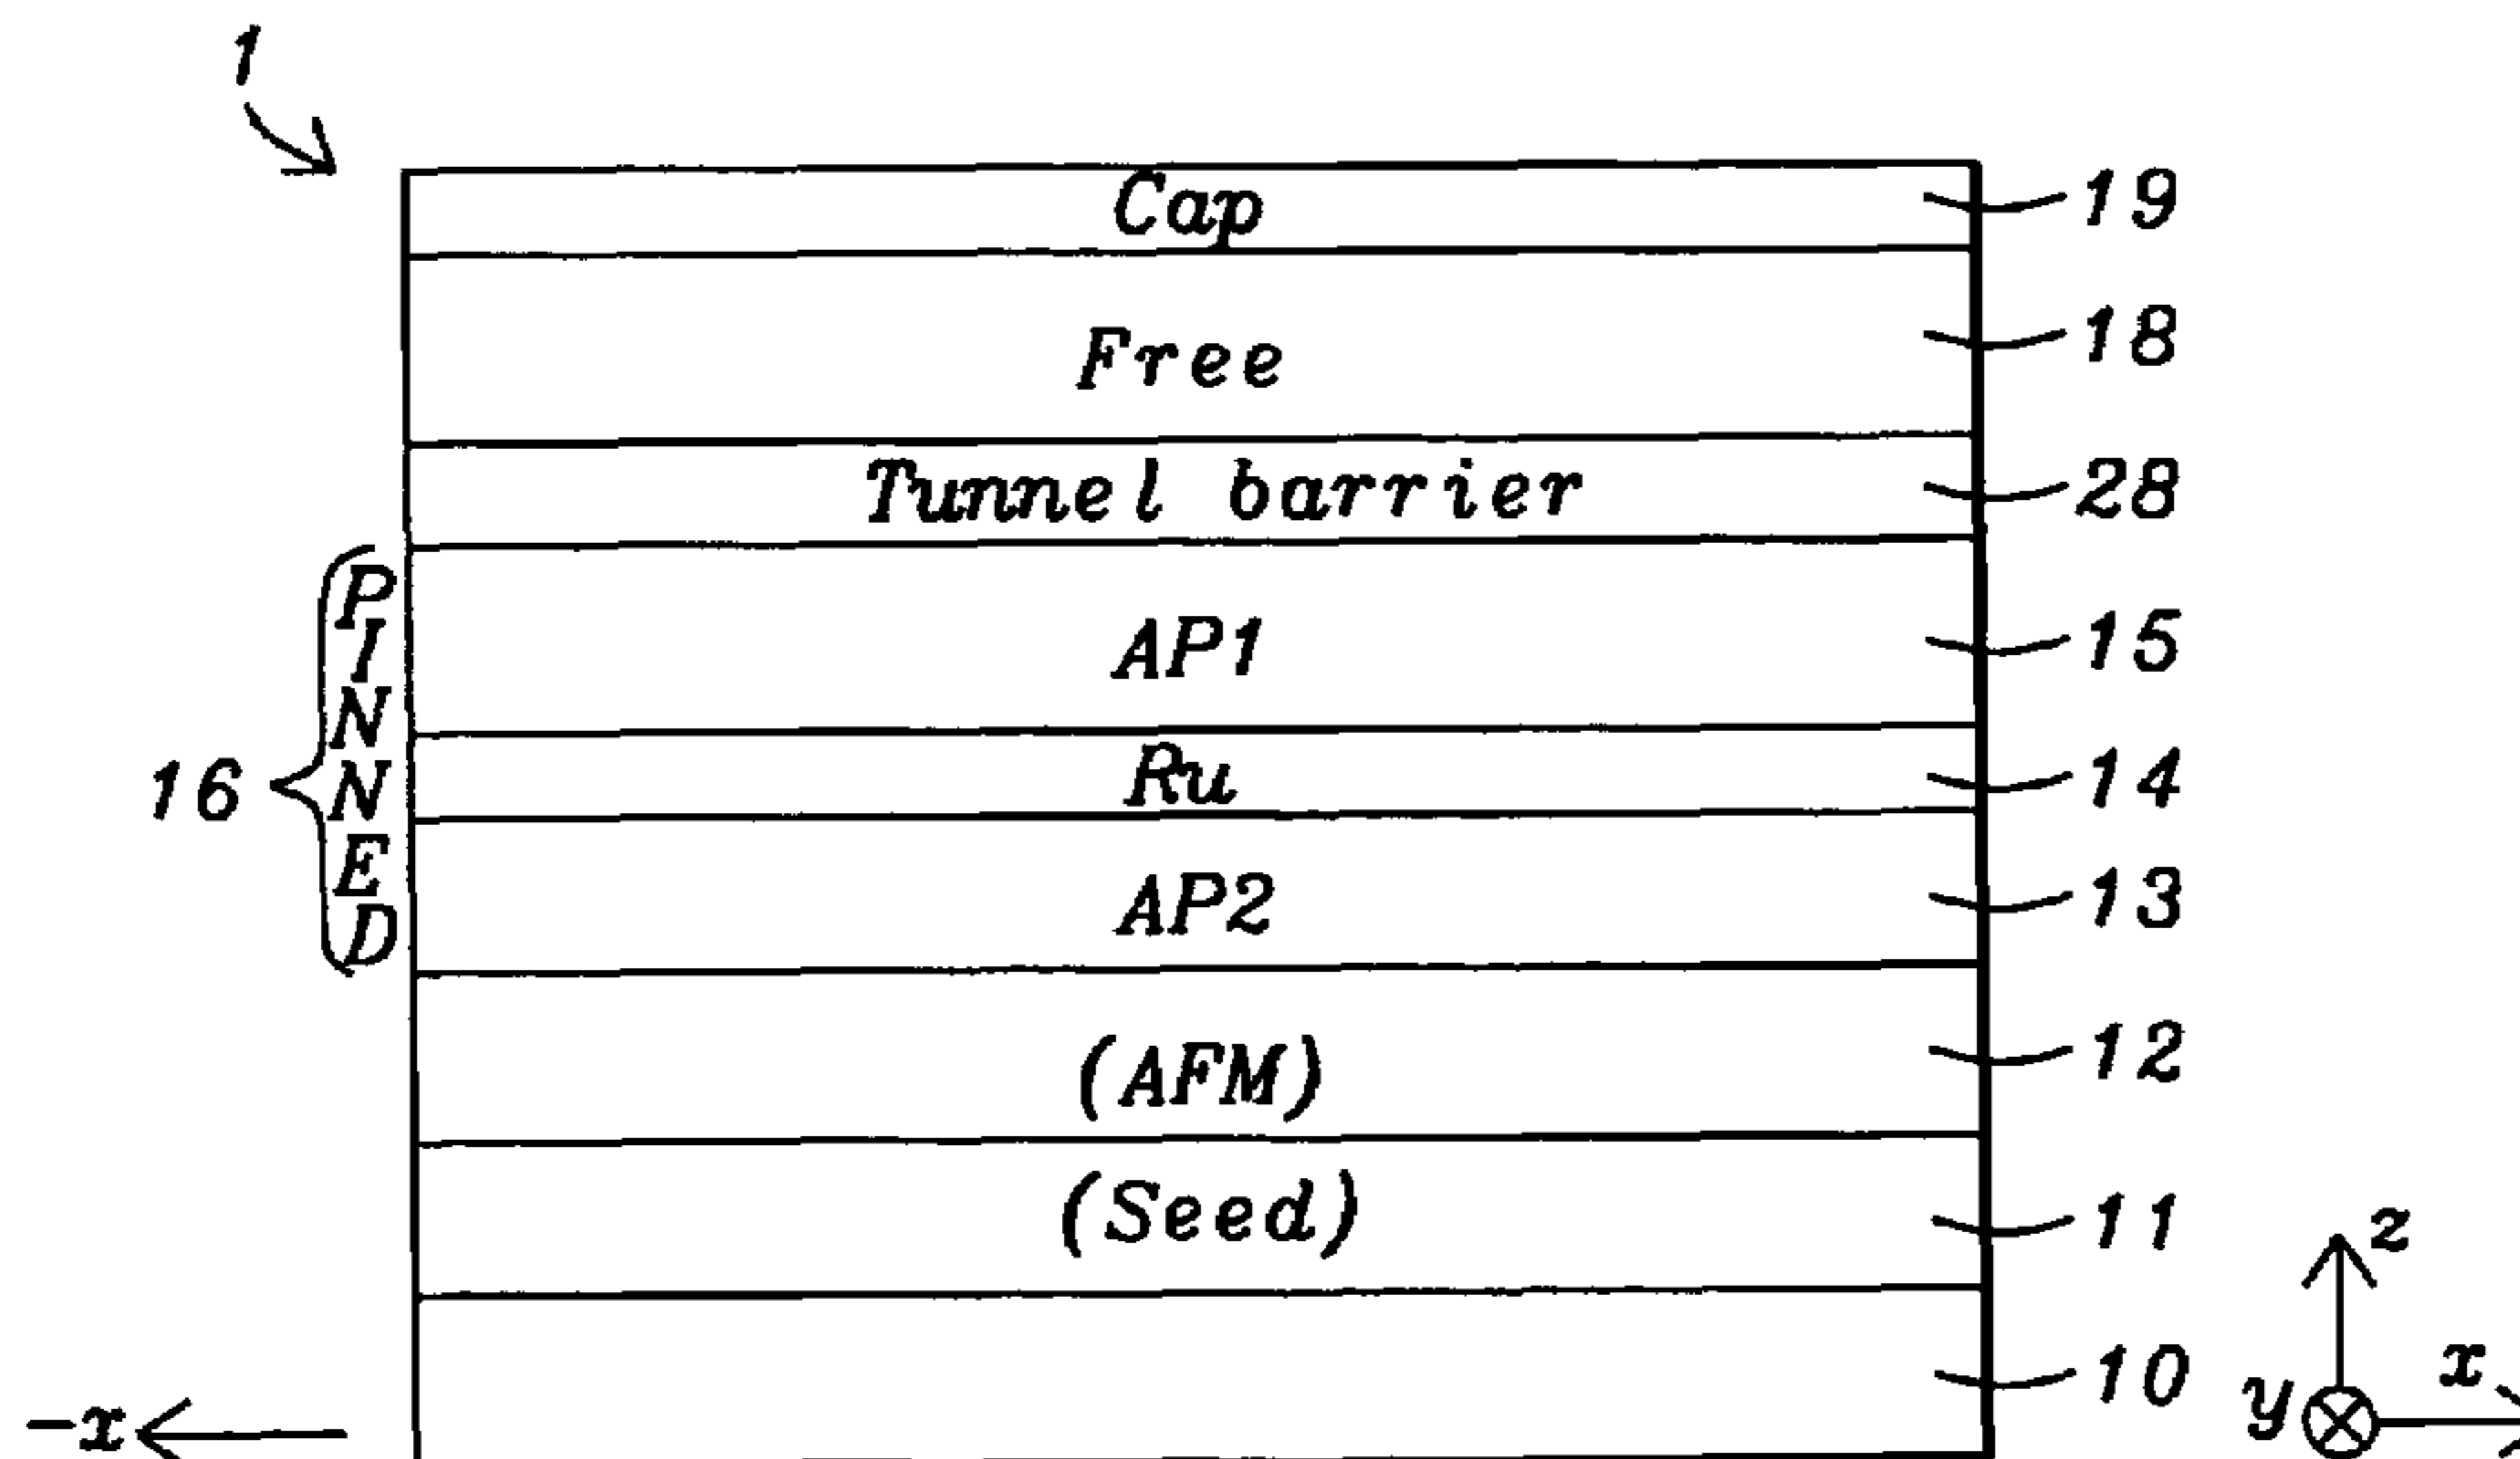 1
Cap 19
Free 18
Tunnel barrier 28
PINNED
AP1 15
16
Ru 14
AP2 13
(AFM) 12
(Seed) 11
10
z
x
y
-x